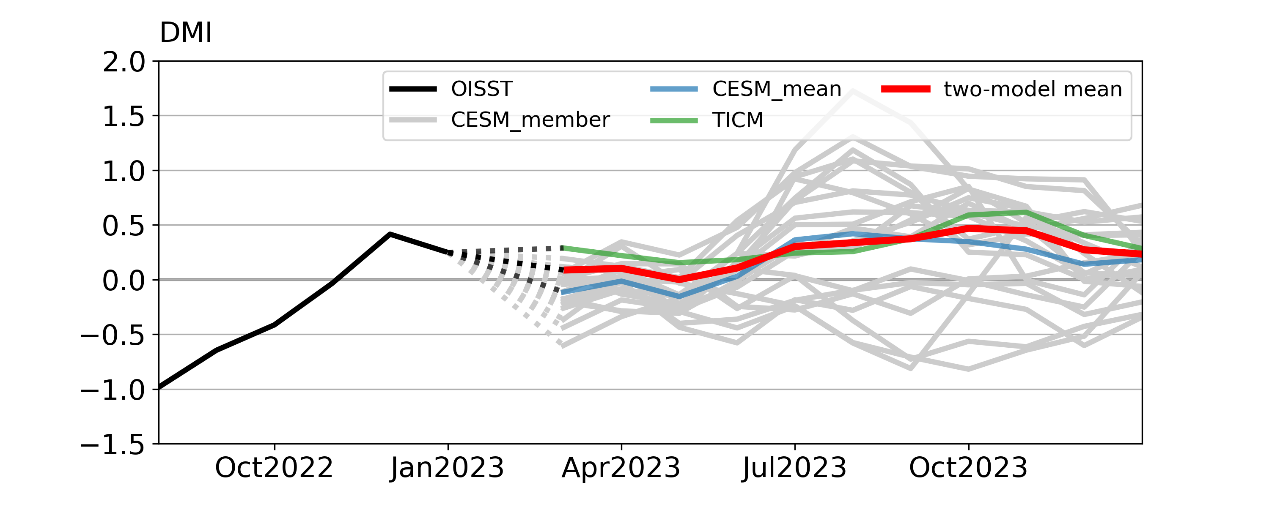 DMI
2.0
1.5
1.0
0.5
0.0
−0.5
−1.0
−1.5
OISST
CESM_member
CESM_mean
TICM
two-model mean
Oct2022 Jan2023 Apr2023 Jul2023 Oct2023